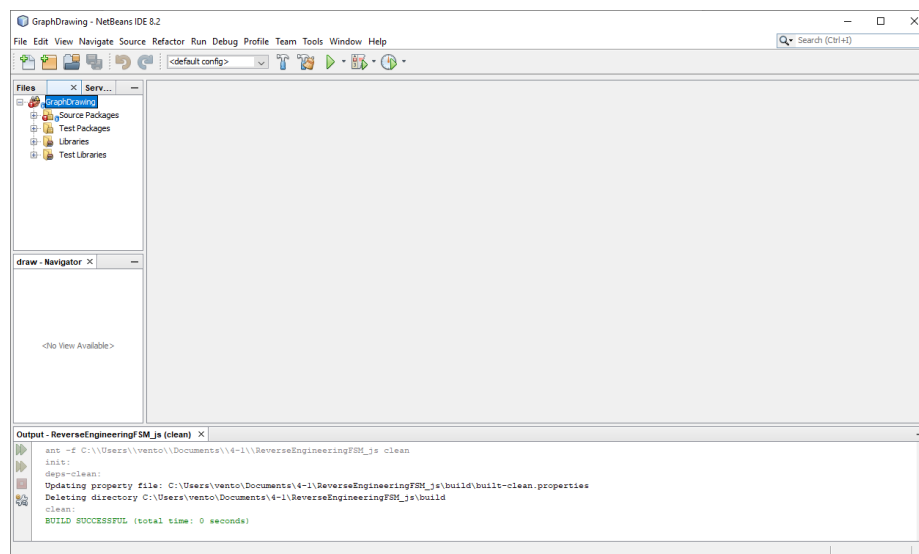 GraphDrawing - NetBeans IDE 8.2
File Edit View Navigate Source Refactor Run Debug Profile Team Tools Window Help
Search (Ctrl+I)
<default config>
Files Serv...
GraphDrawing
Source Packages
Test Packages
Libraries
Test Libraries
draw - Navigator
<No View Available>
Output - ReverseEngineeringFSM_js (clean)
ant -f C:\\Users\\vento\\Documents\\4-1\\ReverseEngineeringFSM_js clean
init:
deps-clean:
Updating property file: C:\Users\vento\Documents\4-1\ReverseEngineeringFSM_js\build\built-clean.properties
Deleting directory C:\Users\vento\Documents\4-1\ReverseEngineeringFSM_js\build
clean:
BUILD SUCCESSFUL (total time: 0 seconds)